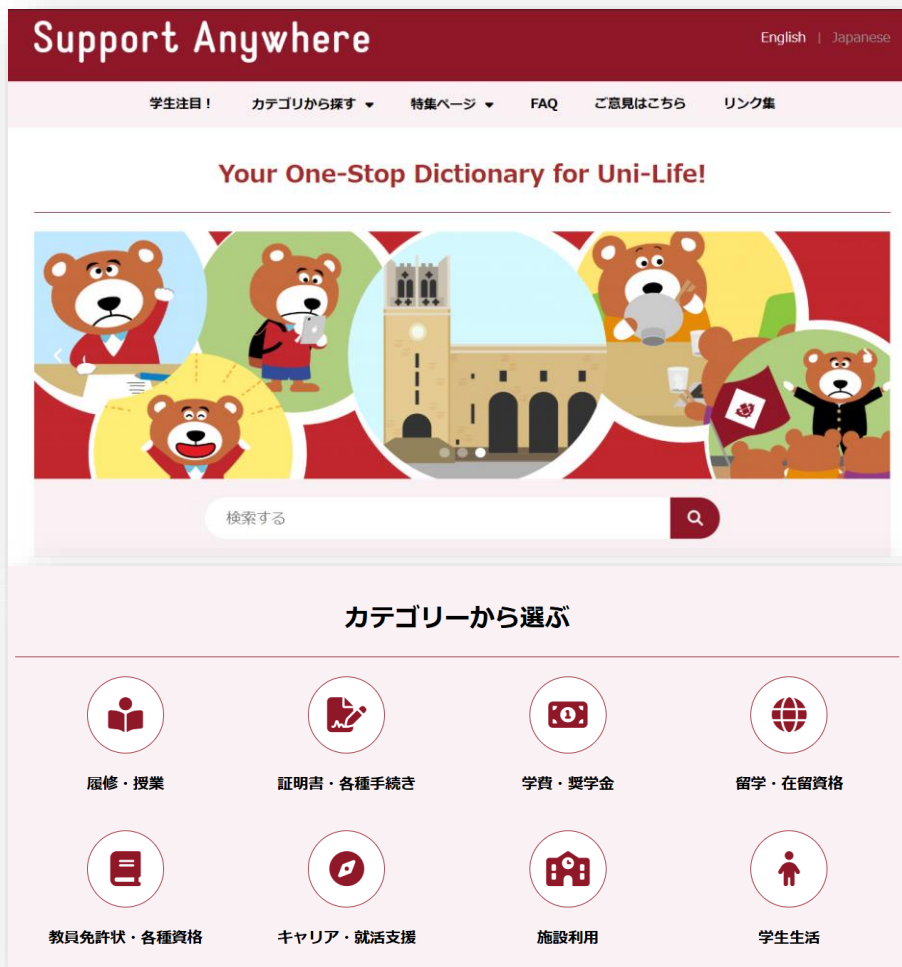 Support Anywhere
English | Japanese
学生注目！ カテゴリから探す 特集ページ FAQ ご意見はこちら リンク集
Your One-Stop Dictionary for Uni-Life!
検索する
カテゴリーから選ぶ
履修・授業 証明書・各種手続き 学費・奨学金 留学・在留資格
教員免許状・各種資格 キャリア・就活支援 施設利用 学生生活